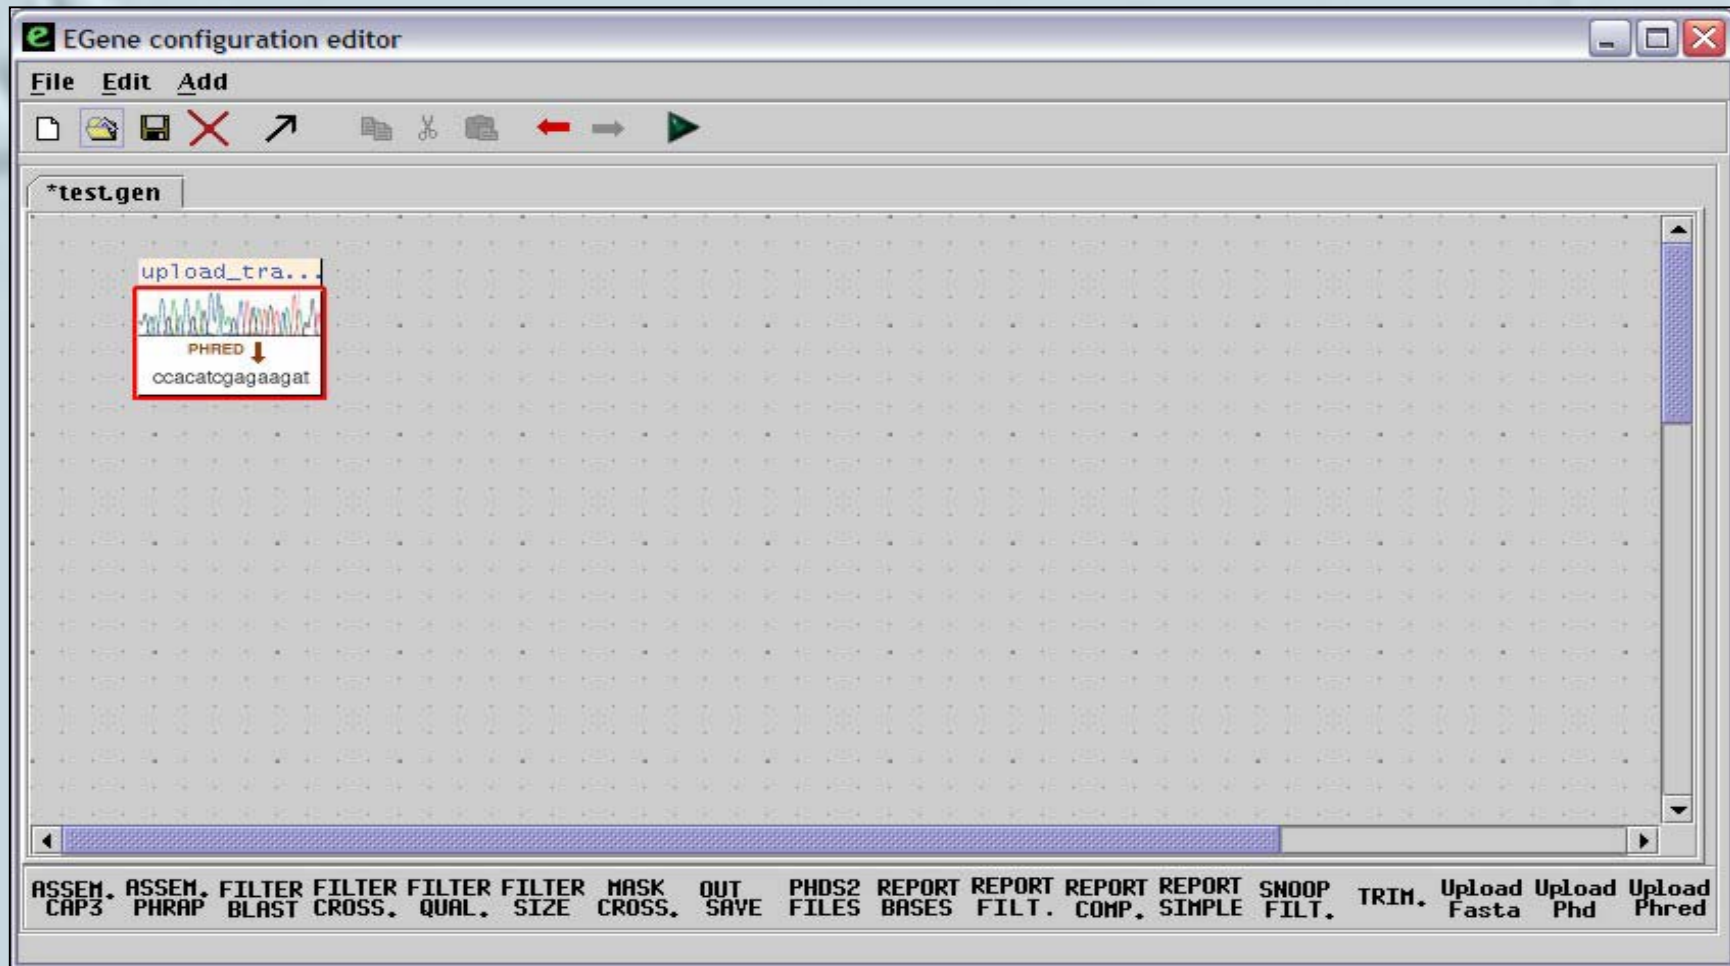 EGene configuration editor
File Edit Add
*test.gen
upload_tra...
PHRED
ccacatcgagaagat
ASSEM. ASSEM. FILTER FILTER FILTER FILTER MASK OUT PHDS2 REPORT REPORT REPORT REPORT SNOOP TRIM. Upload Upload Upload
CAP3 PHRAP BLAST CROSS. QUAL. SIZE CROSS. SAVE FILES BASES FILT. COMP. SIMPLE FILT. Fasta Phd Phred